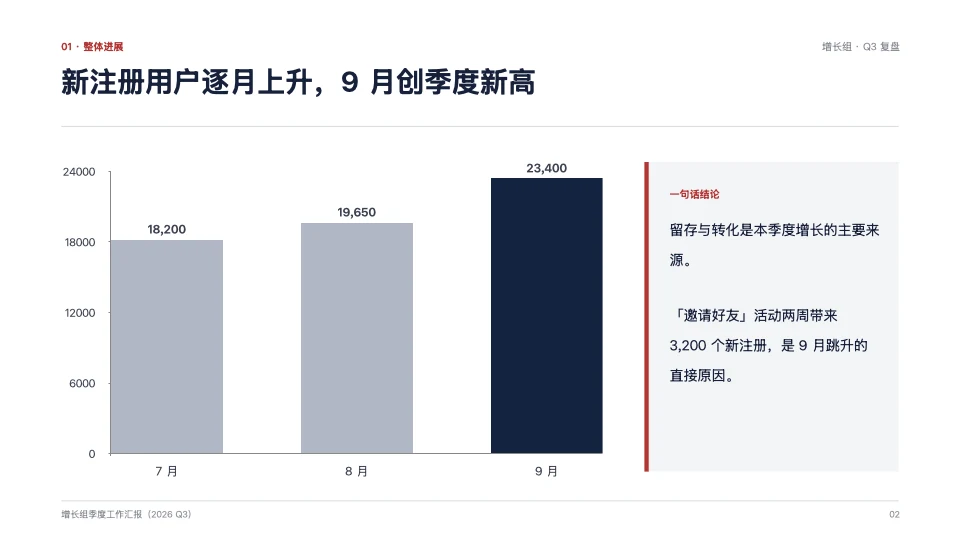 01 · 整体进展
增长组 · Q3 复盘
新注册用户逐月上升，9 月创季度新高
24000
18000
12000
6000
0
18,200
19,650
23,400
7 月
8 月
9 月
一句话结论
留存与转化是本季度增长的主要来
源。
「邀请好友」活动两周带来
3,200 个新注册，是 9 月跳升的
直接原因。
增长组季度工作汇报（2026 Q3）
02